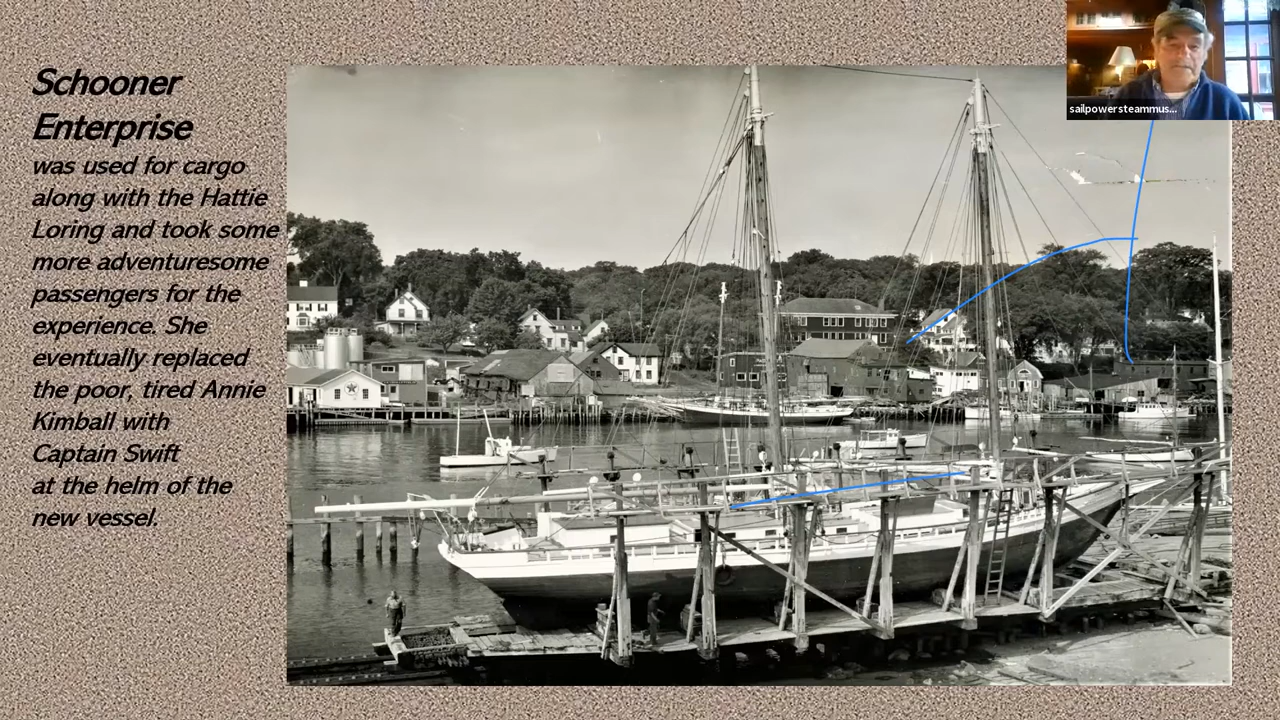 Schooner
Enterprise
was used for cargo
along with the Hattie
Loring and took some
more adventuresome
passengers for the
experience. She
eventually replaced
the poor, tired Annie
Kimball with
Captain Swift
at the helm of the
new vessel.
sailpowersteammus...